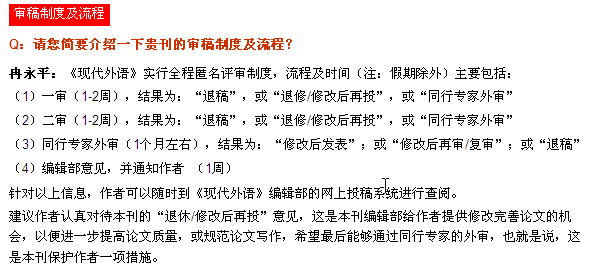 审稿制度及流程
Q：请您简要介绍一下贵刊的审稿制度及流程？
冉永平：《现代外语》实行全程匿名评审制度，流程及时间（注：假期除外）主要包括：
（1）一审（1-2周），结果为：“退稿”，或“退修/修改后再投”，或“同行专家外审”
（2）二审（1-2周），结果为：“退稿”，或“退修/修改后再投”，或“同行专家外审”
（3）同行专家外审（1个月左右），结果为：“修改后发表”；或“修改后再审/复审”；或“退稿”
（4）编辑部意见，并通知作者 （1周）
针对以上信息，作者可以随时到《现代外语》编辑部的网上投稿系统进行查阅。
建议作者认真对待本刊的“退休/修改后再投”意见，这是本刊编辑部给作者提供修改完善论文的机
会，以便进一步提高论文质量，或规范论文写作，希望最后能够通过同行专家的外审，也就是说，这
是本刊保护作者一项措施。